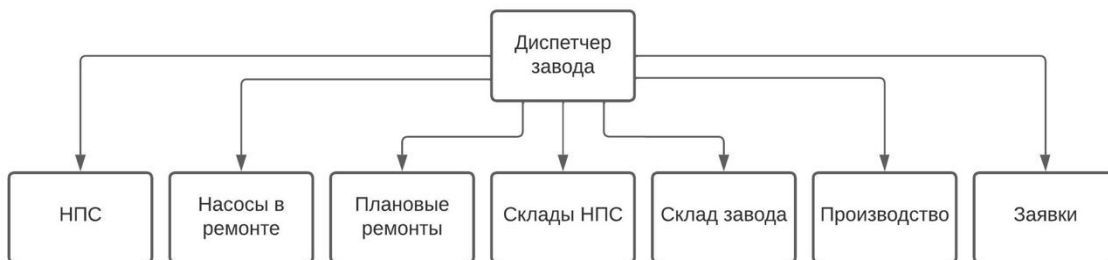 Диспетчер
завода
НПС
Насосы в
ремонте
Плановые
ремонты
Склады НПС
Склад завода
Производство
Заявки